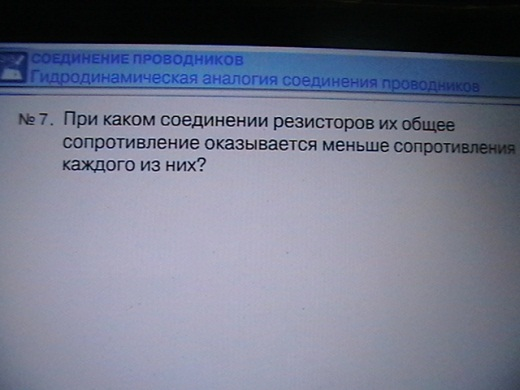 СОЕДИНЕНИЕ ПРОВОДНИКОВ
Гидродинамическая аналогия соединения проводников
№ 7. При каком соединении резисторов их общее
сопротивление оказывается меньше сопротивления
каждого из них?